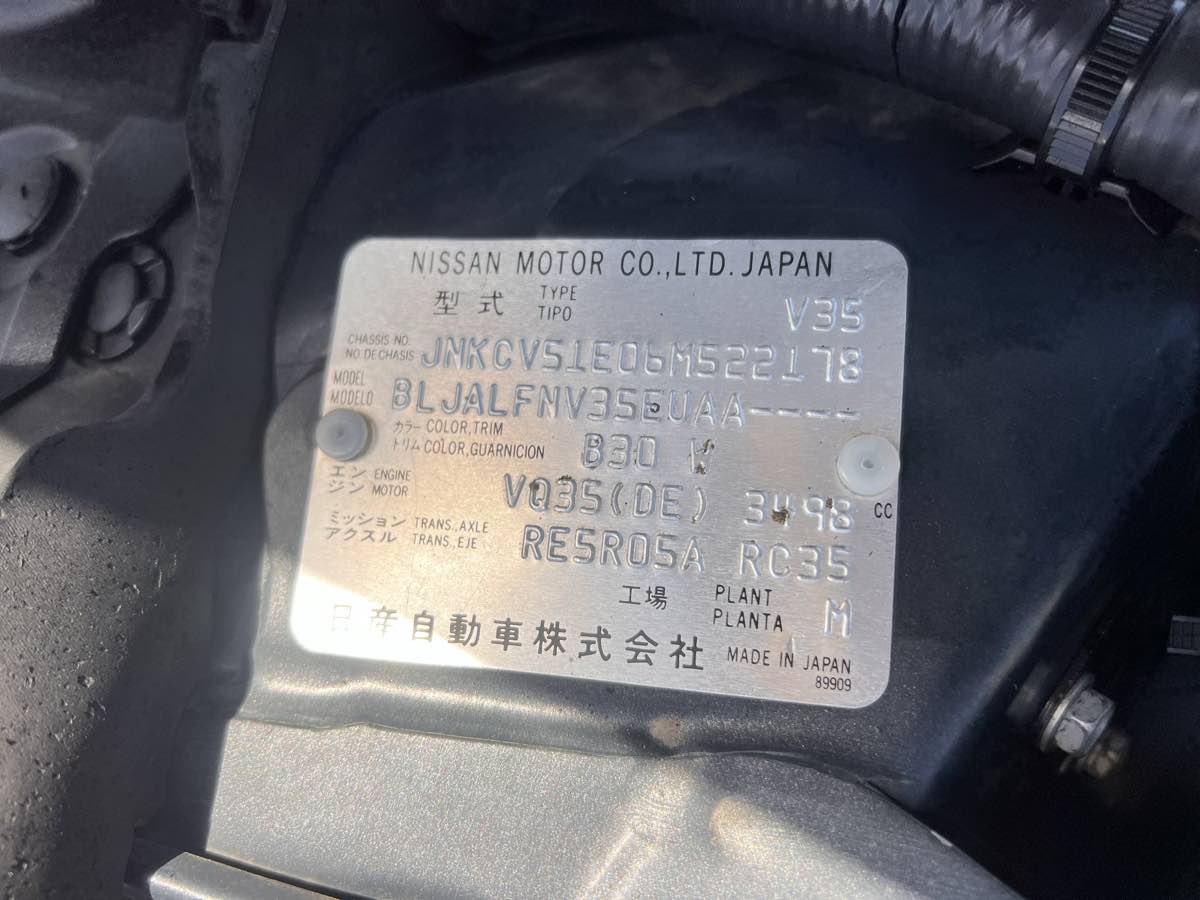 NISSAN MOTOR CO.,LTD. JAPAN
型式 TYPE TIPO V35
CHASSIS NO. NO. DE CHASIS JNKCV51E06M522178
MODEL MODELO BLJALFNV35EUAA----
カラー トリム COLOR,TRIM COLOR,GUARNICION B30 W
エンジン ENGINE MOTOR VQ35(DE) 3498 CC
ミッション アクスル TRANS.,AXLE TRANS.,EJE RE5R05A RC35
工場 PLANT PLANTA M
日産自動車株式会社 MADE IN JAPAN
89909